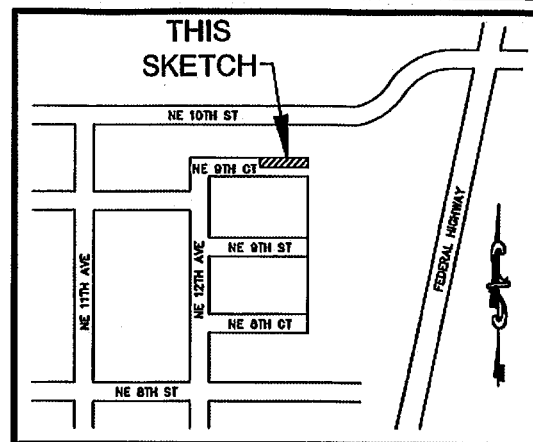 THIS
SKETCH
NE 10TH ST
NE 9TH CT
NE 11TH AVE
NE 12TH AVE
NE 9TH ST
FEDERAL HIGHWAY
NE 8TH CT
NE 8TH ST